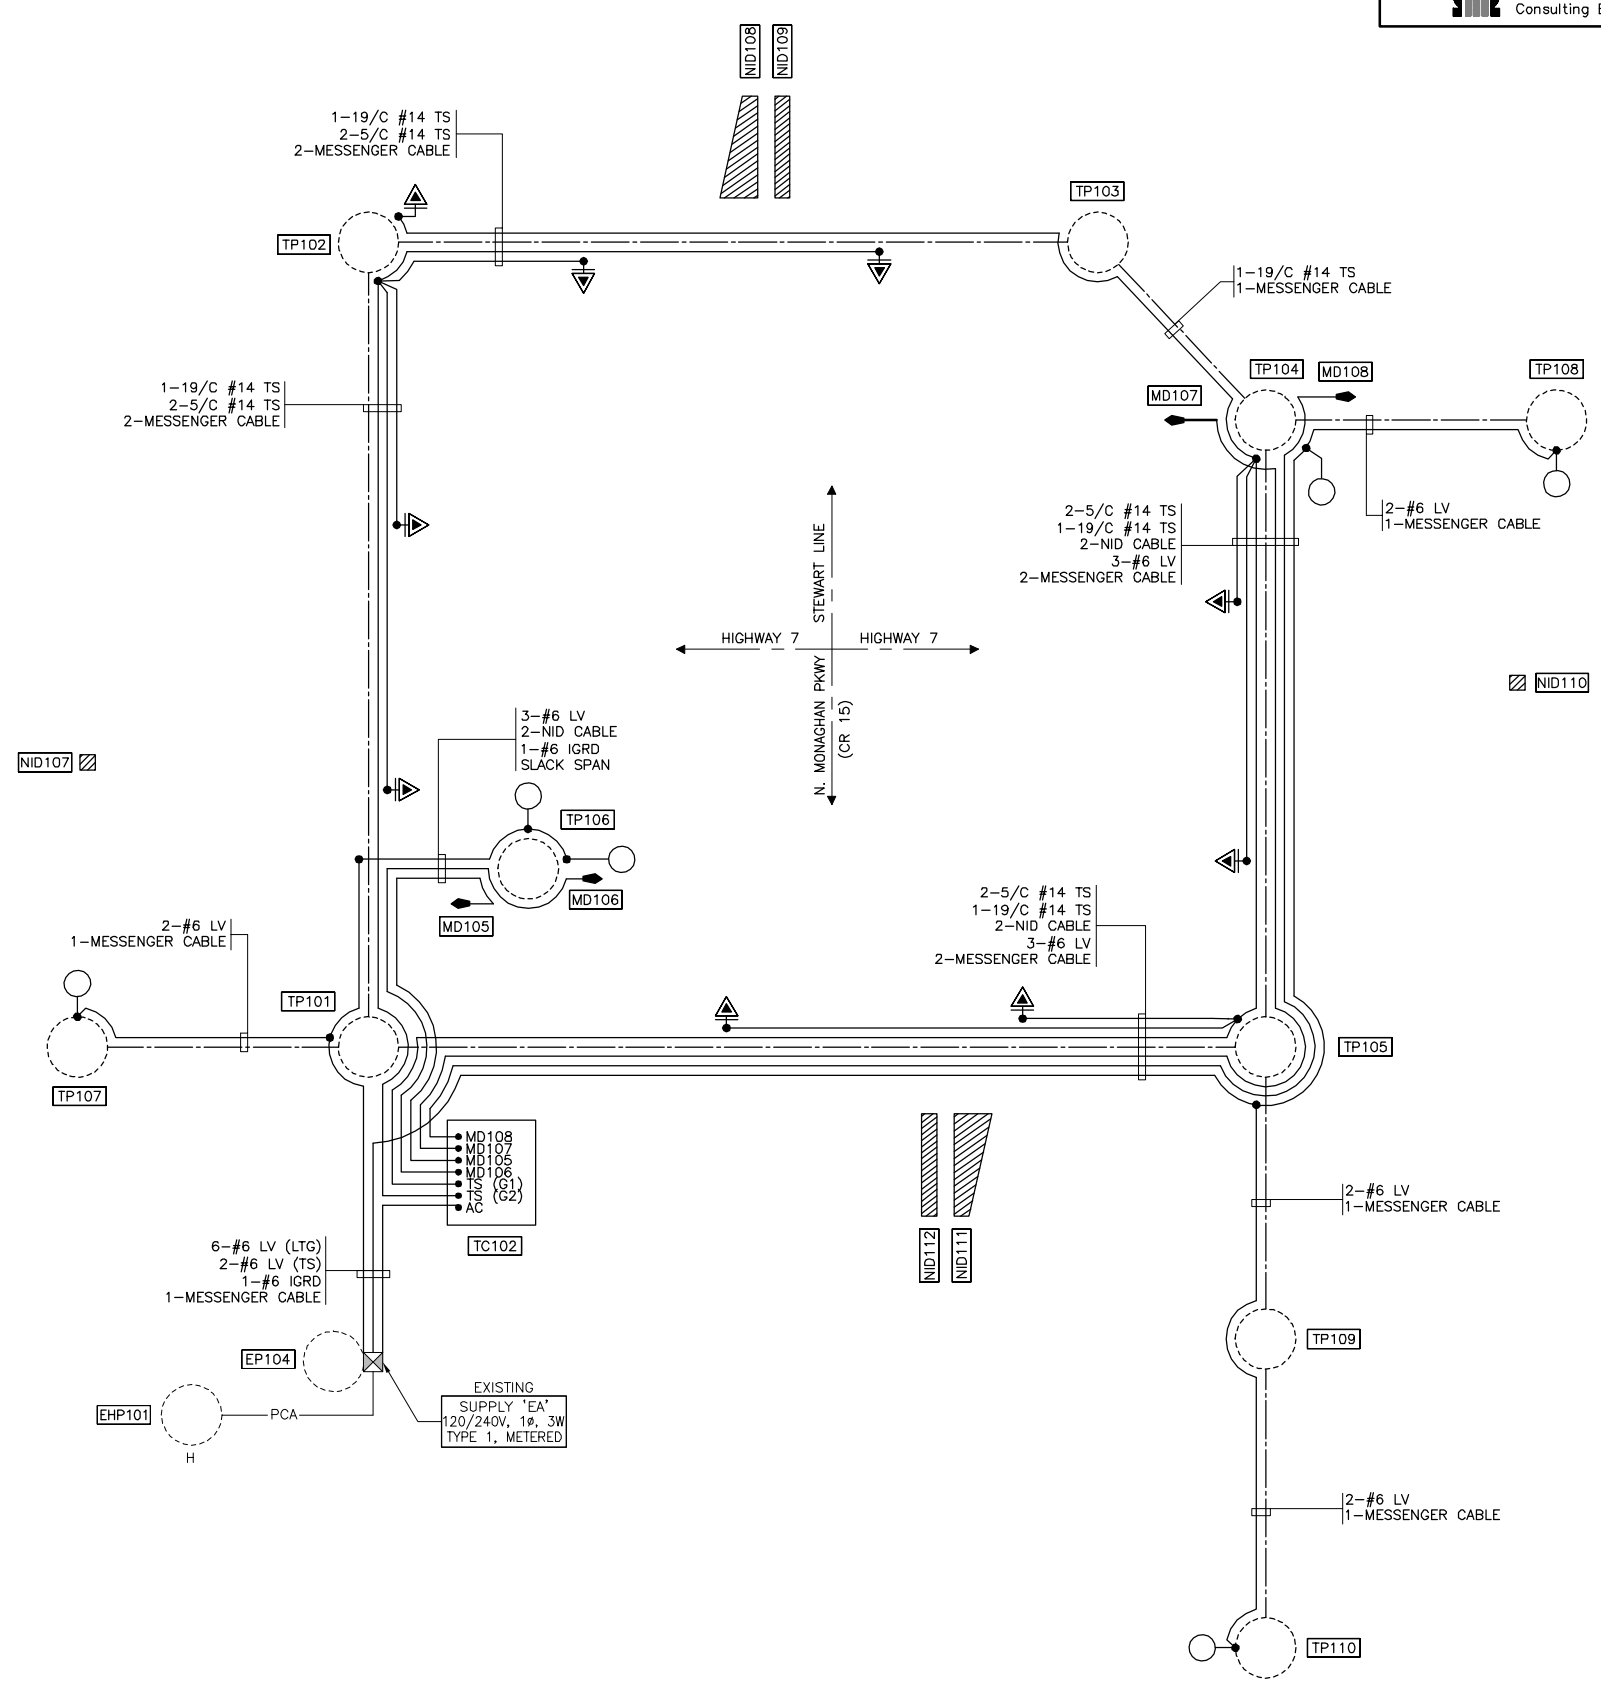 Consulting E
NID108
NID109
1-19/C #14 TS
2-5/C #14 TS
2-MESSENGER CABLE
TP103
TP102
1-19/C #14 TS
1-MESSENGER CABLE
TP104
MD108
TP108
MD107
1-19/C #14 TS
2-5/C #14 TS
2-MESSENGER CABLE
2-5/C #14 TS
1-19/C #14 TS
2-NID CABLE
3-#6 LV
2-MESSENGER CABLE
2-#6 LV
1-MESSENGER CABLE
STEWART LINE
HIGHWAY 7
HIGHWAY 7
N. MONAGHAN PKWY
(CR 15)
NID110
3-#6 LV
2-NID CABLE
1-#6 IGRD
SLACK SPAN
NID107
TP106
MD106
MD105
2-5/C #14 TS
1-19/C #14 TS
2-NID CABLE
3-#6 LV
2-MESSENGER CABLE
2-#6 LV
1-MESSENGER CABLE
TP101
TP105
TP107
MD108
MD107
MD105
MD106
TS (G1)
TS (G2)
AC
TC102
NID112
NID111
2-#6 LV
1-MESSENGER CABLE
6-#6 LV (LTG)
2-#6 LV (TS)
1-#6 IGRD
1-MESSENGER CABLE
TP109
EP104
EXISTING
SUPPLY 'EA'
120/240V, 1ø, 3W
TYPE 1, METERED
EHP101
PCA
H
2-#6 LV
1-MESSENGER CABLE
TP110